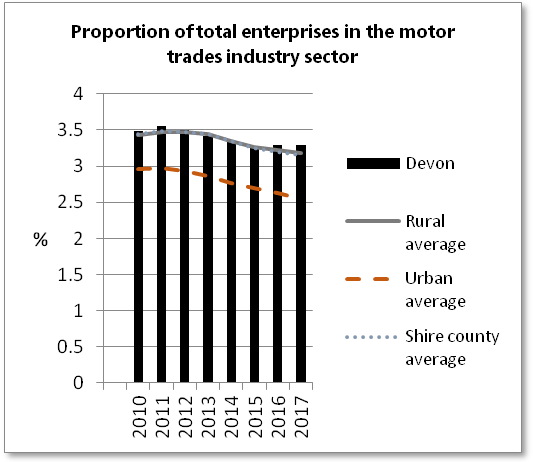 Proportion of total enterprises in the motor
trades industry sector
4
3.5
3
2.5
2
1.5
1
0.5
0
%
2010
2011
2012
2013
2014
2015
2016
2017
Devon
Rural
average
Urban
average
Shire county
average